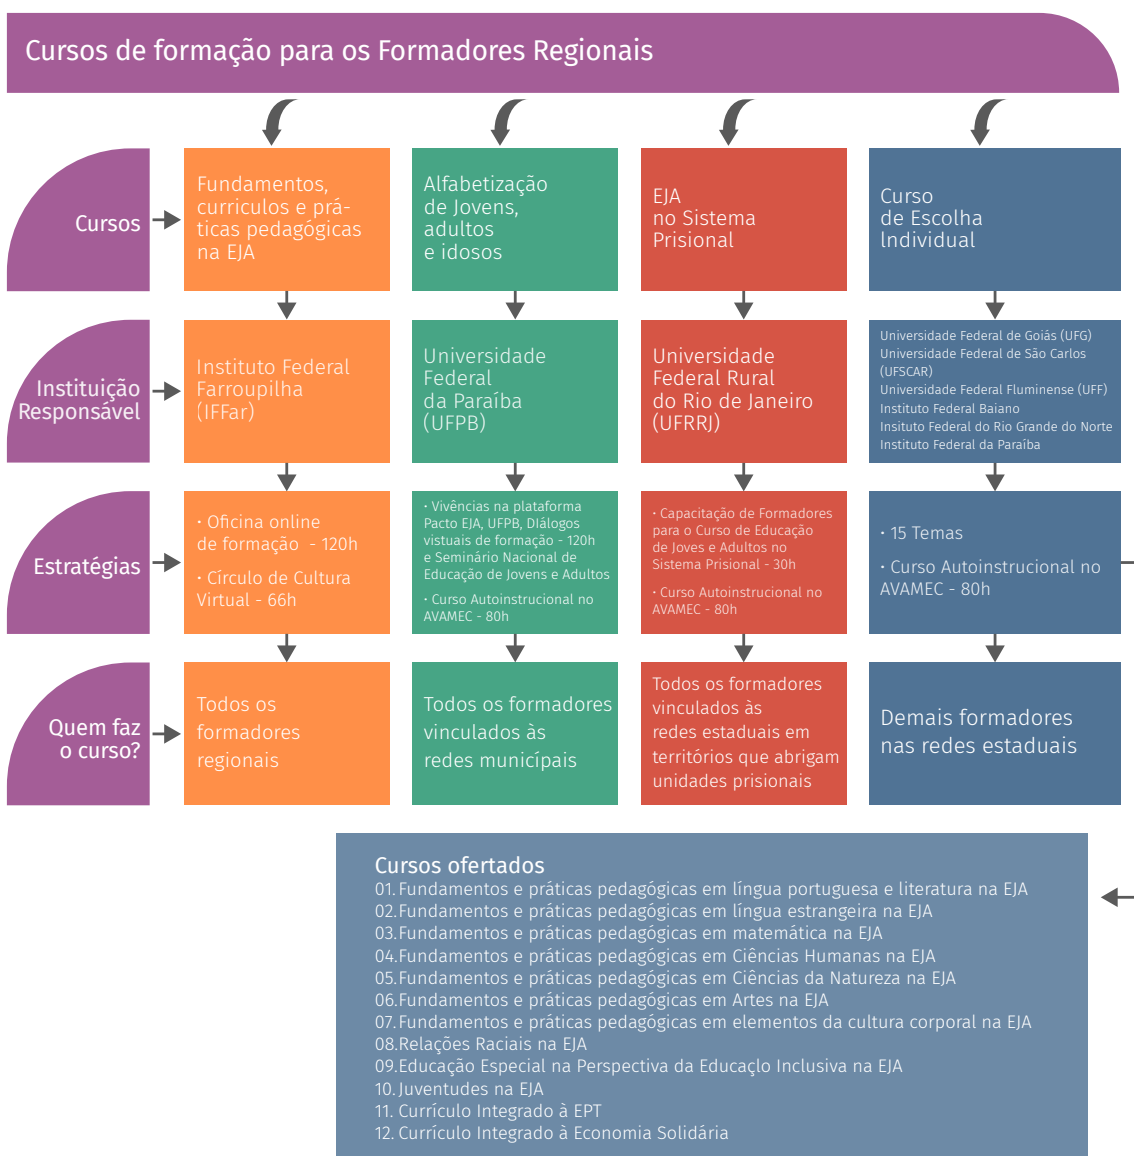 Cursos de formação para os Formadores Regionais
Cursos
Fundamentos,
curriculos e prá-
ticas pedagógicas
na EJA
Alfabetização
de Jovens,
adultos
e idosos
EJA
no Sistema
Prisional
Curso
de Escolha
Individual
Instituição
Responsável
Instituto Federal
Farroupilha
(IFFar)
Universidade
Federal
da Paraíba
(UFPB)
Universidade
Federal Rural
do Rio de Janeiro
(UFRRJ)
Universidade Federal de Goiás (UFG)
Universidade Federal de São Carlos
(UFSCAR)
Universidade Federal Fluminense (UFF)
Instituto Federal Baiano
Insituto Federal do Rio Grande do Norte
Instituto Federal da Paraíba
Estratégias
· Oficina online
de formação - 120h
· Círculo de Cultura
Virtual - 66h
· Vivências na plataforma
Pacto EJA, UFPB, DIálogos
vistuais de formação - 120h
e Seminário Nacional de
Educação de Jovens e Adultos
· Curso Autoinstrucional no
AVAMEC - 80h
· Capacitação de Formadores
para o Curso de Educação
de Joves e Adultos no
Sistema Prisional - 30h
· Curso Autoinstrucional no
AVAMEC - 80h
· 15 Temas
· Curso Autoinstrucional no
AVAMEC - 80h
Quem faz
o curso?
Todos os
formadores
regionais
Todos os formadores
vinculados às
redes municípais
Todos os formadores
vinculados às
redes estaduais em
territórios que abrigam
unidades prisionais
Demais formadores
nas redes estaduais
Cursos ofertados
01. Fundamentos e práticas pedagógicas em língua portuguesa e literatura na EJA
02. Fundamentos e práticas pedagógicas em língua estrangeira na EJA
03. Fundamentos e práticas pedagógicas em matemática na EJA
04. Fundamentos e práticas pedagógicas em Ciências Humanas na EJA
05. Fundamentos e práticas pedagógicas em Ciências da Natureza na EJA
06. Fundamentos e práticas pedagógicas em Artes na EJA
07. Fundamentos e práticas pedagógicas em elementos da cultura corporal na EJA
08. Relações Raciais na EJA
09. Educação Especial na Perspectiva da Educaçlo Inclusiva na EJA
10. Juventudes na EJA
11. Currículo Integrado à EPT
12. Currículo Integrado à Economia Solidária